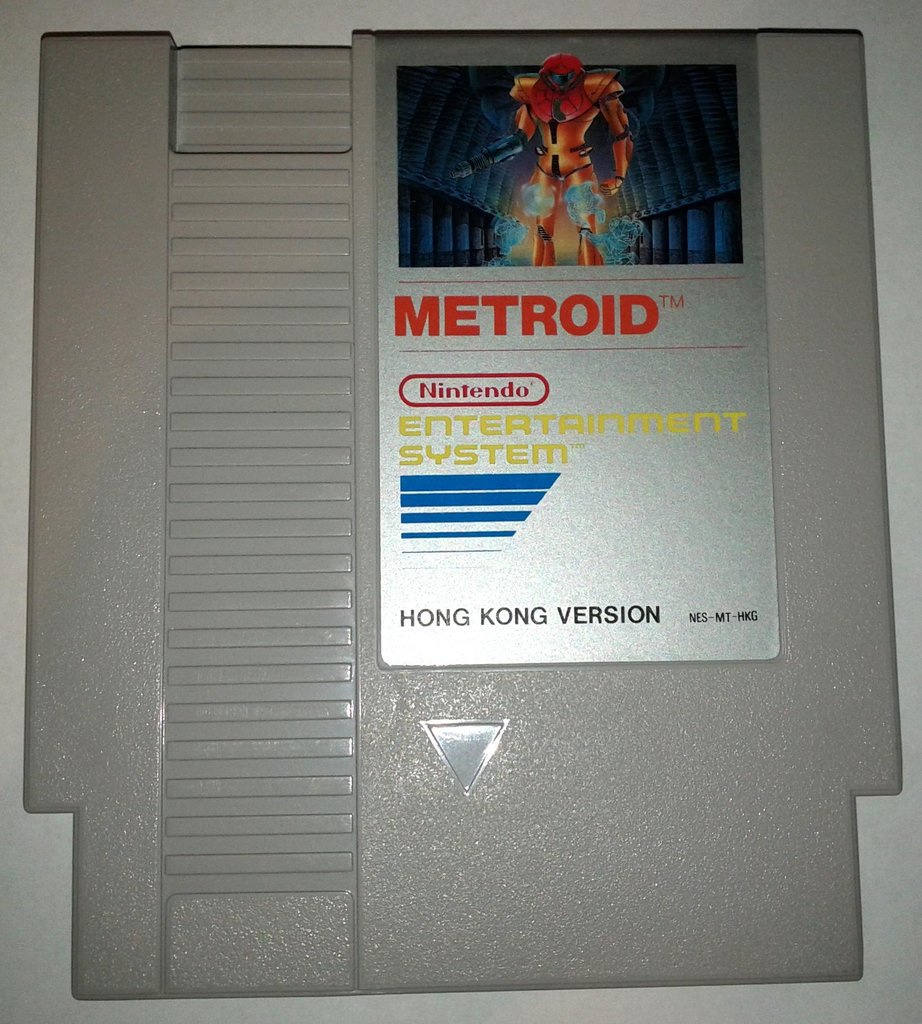 METROID™
Nintendo®
ENTERTAINMENT
SYSTEM™
HONG KONG VERSION NES-MT-HKG